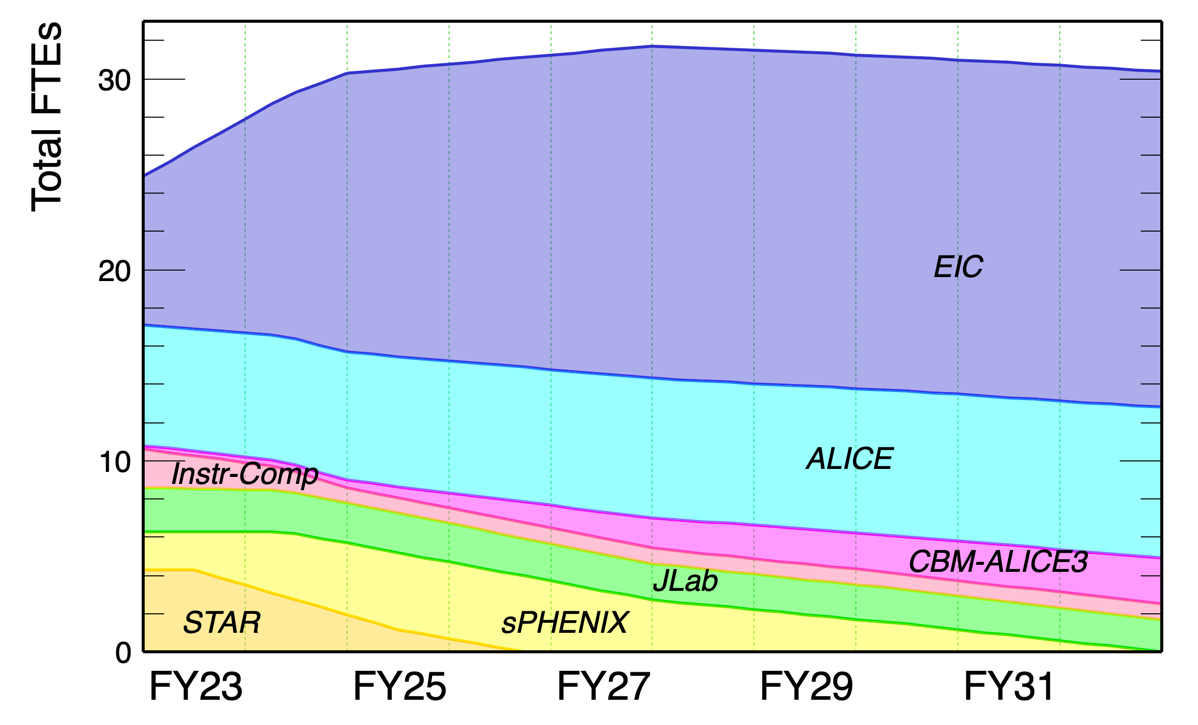 Total FTEs
30
20
10
0
EIC
ALICE
Instr-Comp
CBM-ALICE3
JLab
STAR
sPHENIX
FY23
FY25
FY27
FY29
FY31